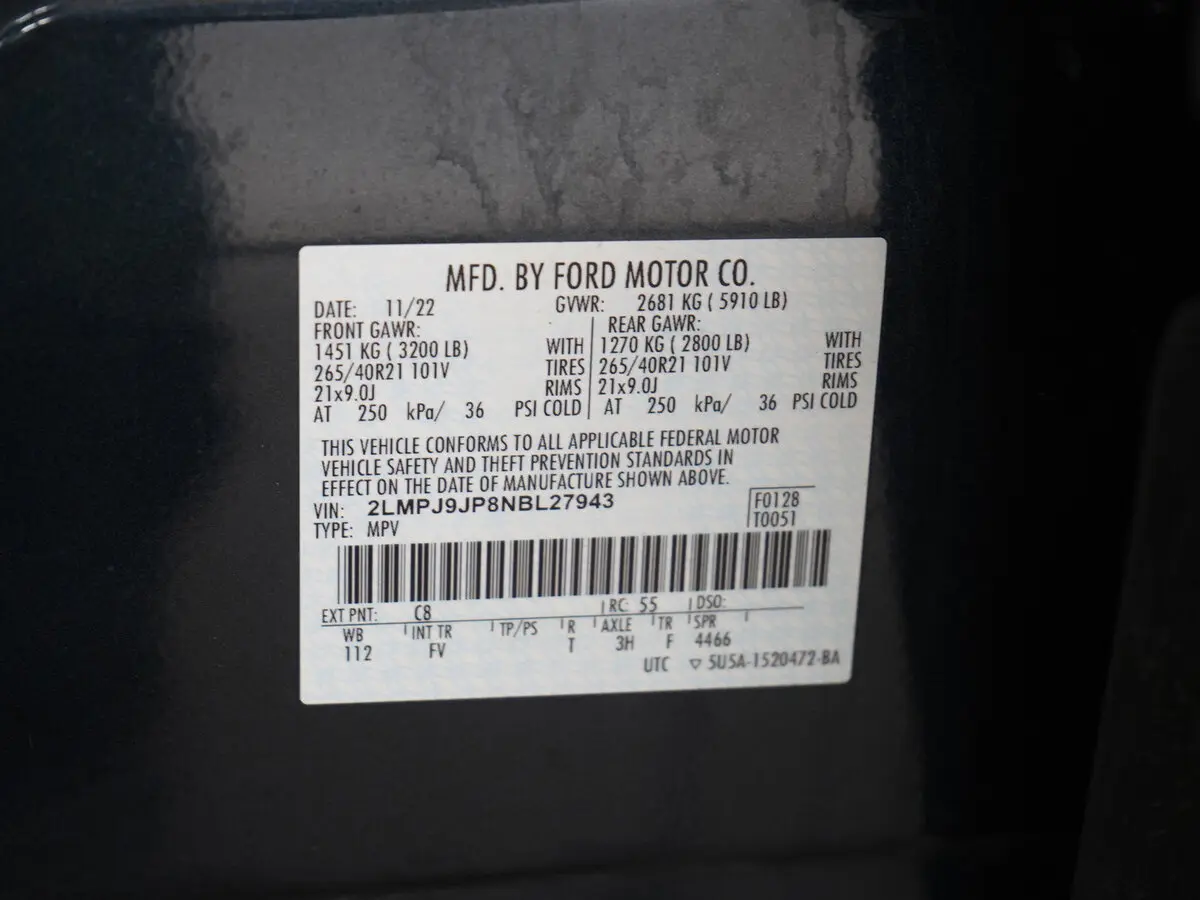 MFD. BY FORD MOTOR CO.
DATE: 11/22 GVWR: 2681 KG ( 5910 LB)
FRONT GAWR: REAR GAWR:
1451 KG ( 3200 LB) WITH 1270 KG ( 2800 LB) WITH
265/40R21 101V TIRES 265/40R21 101V TIRES
21x9.0J RIMS 21x9.0J RIMS
AT 250 kPa/ 36 PSI COLD AT 250 kPa/ 36 PSI COLD
THIS VEHICLE CONFORMS TO ALL APPLICABLE FEDERAL MOTOR
VEHICLE SAFETY AND THEFT PREVENTION STANDARDS IN
EFFECT ON THE DATE OF MANUFACTURE SHOWN ABOVE.
VIN: 2LMPJ9JP8NBL27943 F0128
TYPE: MPV T0051
EXT PNT: C8 RC: 55 DSO:
WB INT TR TP/PS R AXLE TR SPR
112 FV T 3H F 4466
UTC ▽ 5U5A-1520472-BA